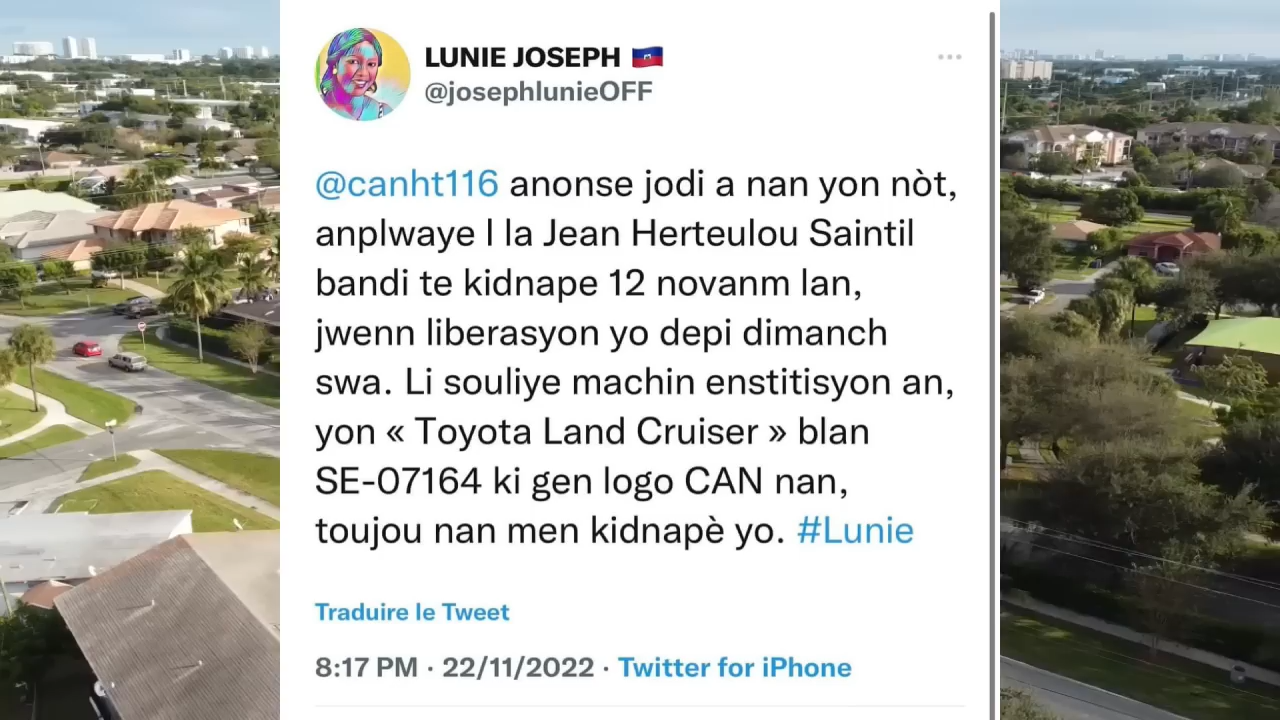 LUNIE JOSEPH 🇭🇹
@josephlunieOFF
@canht116 anonse jodi a nan yon nòt,
anplwaye l la Jean Herteulou Saintil
bandi te kidnape 12 novanm lan,
jwenn liberasyon yo depi dimanch
swa. Li souliye machin enstitisyon an,
yon « Toyota Land Cruiser » blan
SE-07164 ki gen logo CAN nan,
toujou nan men kidnapè yo. #Lunie
Traduire le Tweet
8:17 PM · 22/11/2022 · Twitter for iPhone